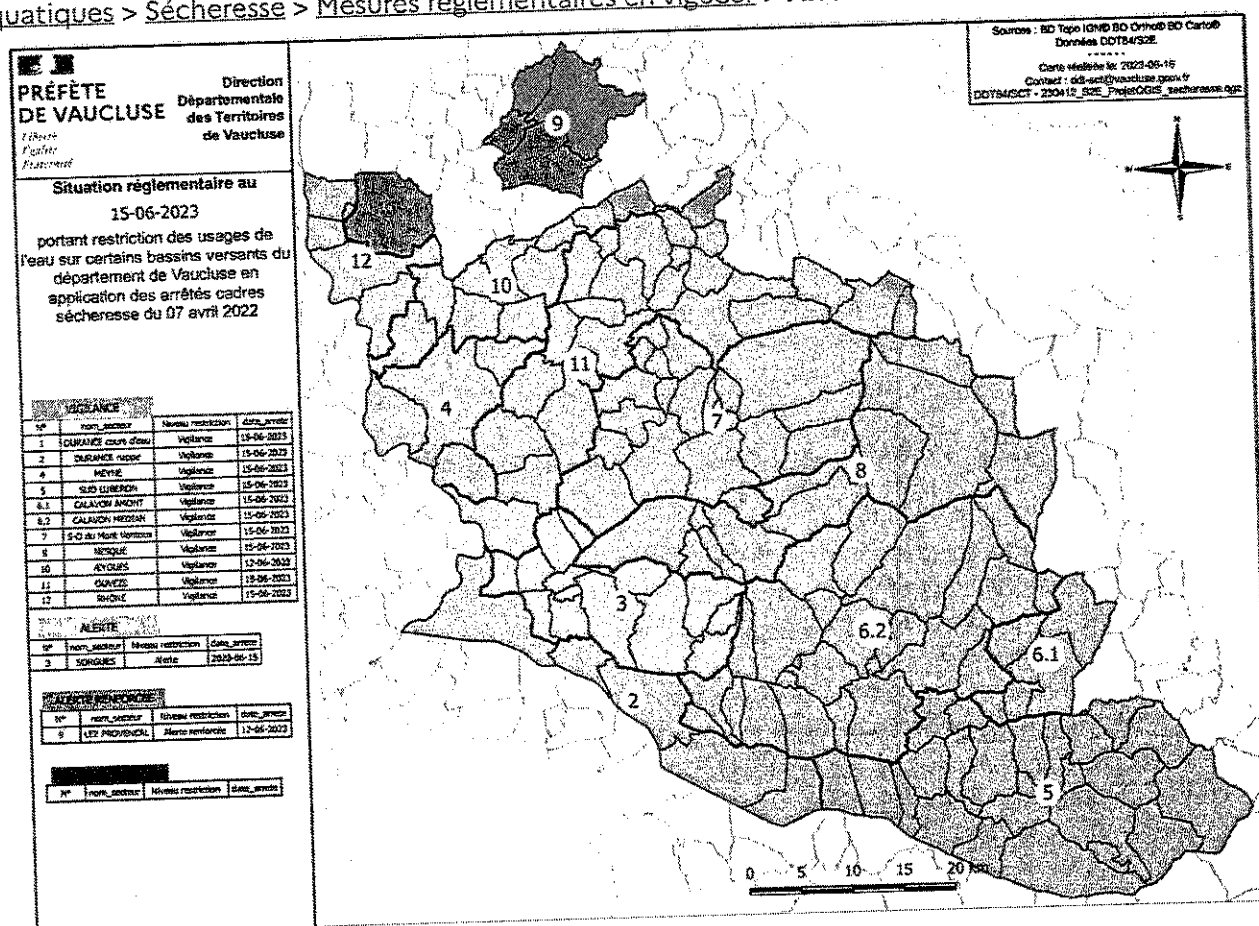 quatiques > Sécheresse > Mesures réglementaires en vigueur
PRÉFÈTE
DE VAUCLUSE
Liberté
Égalité
Fraternité
Direction
Départementale
des Territoires
de Vaucluse
Situation réglementaire au
15-06-2023
portant restriction des usages de
l'eau sur certains bassins versants du
département de Vaucluse en
application des arrêtés cadres
sécheresse du 07 avril 2022
VIGILANCE
N° nom_secteur Niveau restriction date_arrete
1 DURANCE cours d'eau Vigilance 15-06-2023
2 DURANCE nappe Vigilance 15-06-2023
4 MEYNE Vigilance 15-06-2023
5 SUD LUBERON Vigilance 15-06-2023
6.1 CALAVON AMONT Vigilance 15-06-2023
6.2 CALAVON MEDIAN Vigilance 15-06-2023
7 S-O du Mont Ventoux Vigilance 15-06-2023
8 NESQUE Vigilance 15-06-2023
10 AYGUES Vigilance 12-06-2023
11 OUVEZE Vigilance 15-06-2023
12 RHONE Vigilance 15-06-2023
ALERTE
N° nom_secteur Niveau restriction date_arrete
3 SORGUES Alerte 2023-06-15
ALERTE RENFORCEE
N° nom_secteur Niveau restriction date_arrete
9 LEZ PROVENCAL Alerte renforcée 12-06-2023
N° nom_secteur Niveau restriction date_arrete
Sources : BD Topo IGN® BD Ortho® BD Carto®
Données DDT84/S2E
Carte réalisée le: 2023-06-15
Contact : ddt-sct@vaucluse.gouv.fr
DDT84/SCT - 230412_S2E_ProjetQGIS_secheresse.qgz
N
9
12
10
11
4
7
8
3
6.2
6.1
2
5
0 5 10 15 20 km